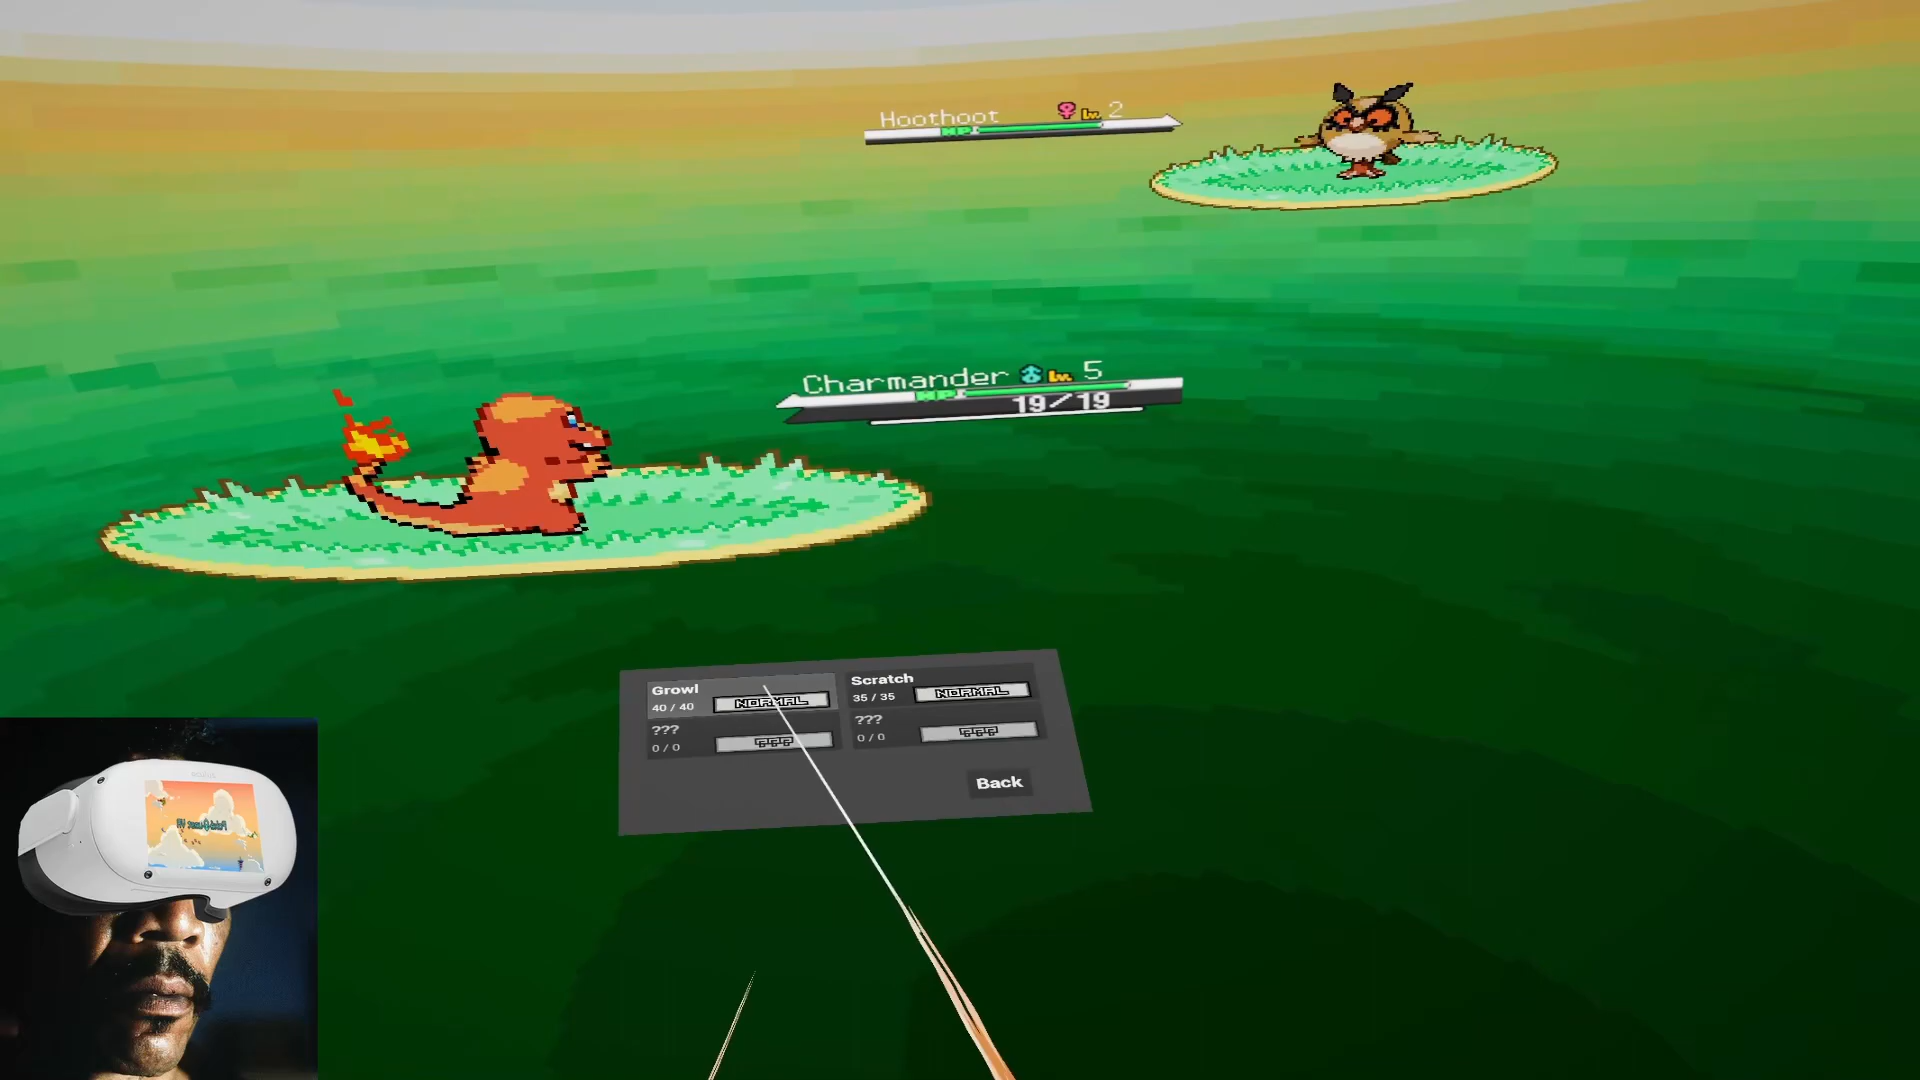 Hoothoot Lv. 2
HP
Charmander Lv. 5
HP
19/19
Growl
40 / 40 NORMAL
Scratch
35 / 35 NORMAL
???
0 / 0 ???
???
0 / 0 ???
Back